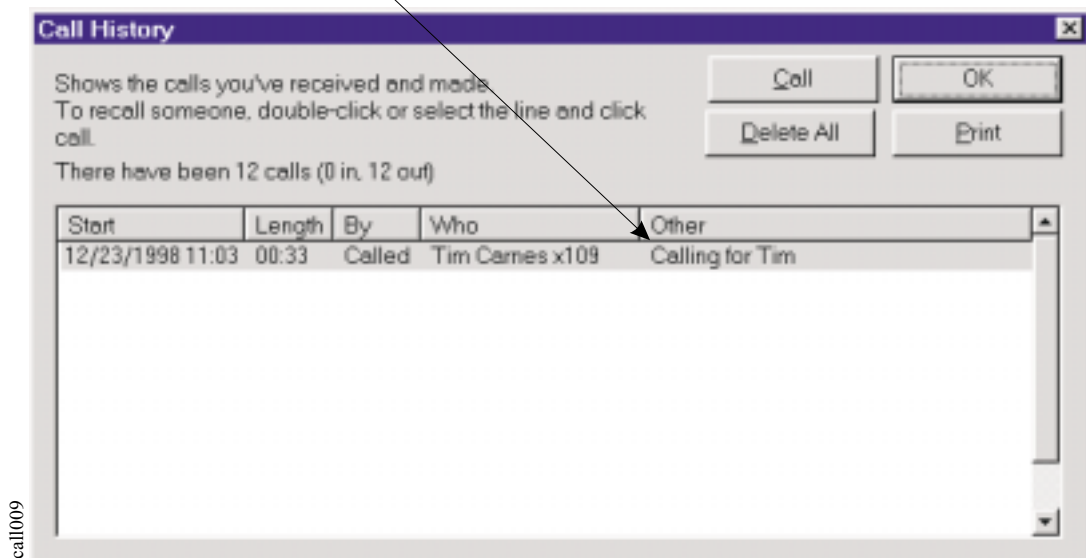 Call History
Shows the calls you've received and made
To recall someone, double-click or select the line and click
call.
There have been 12 calls (0 in, 12 out)
Call
OK
Delete All
Print
Start Length By Who Other
12/23/1998 11:03 00:33 Called Tim Carnes x109 Calling for Tim
call009